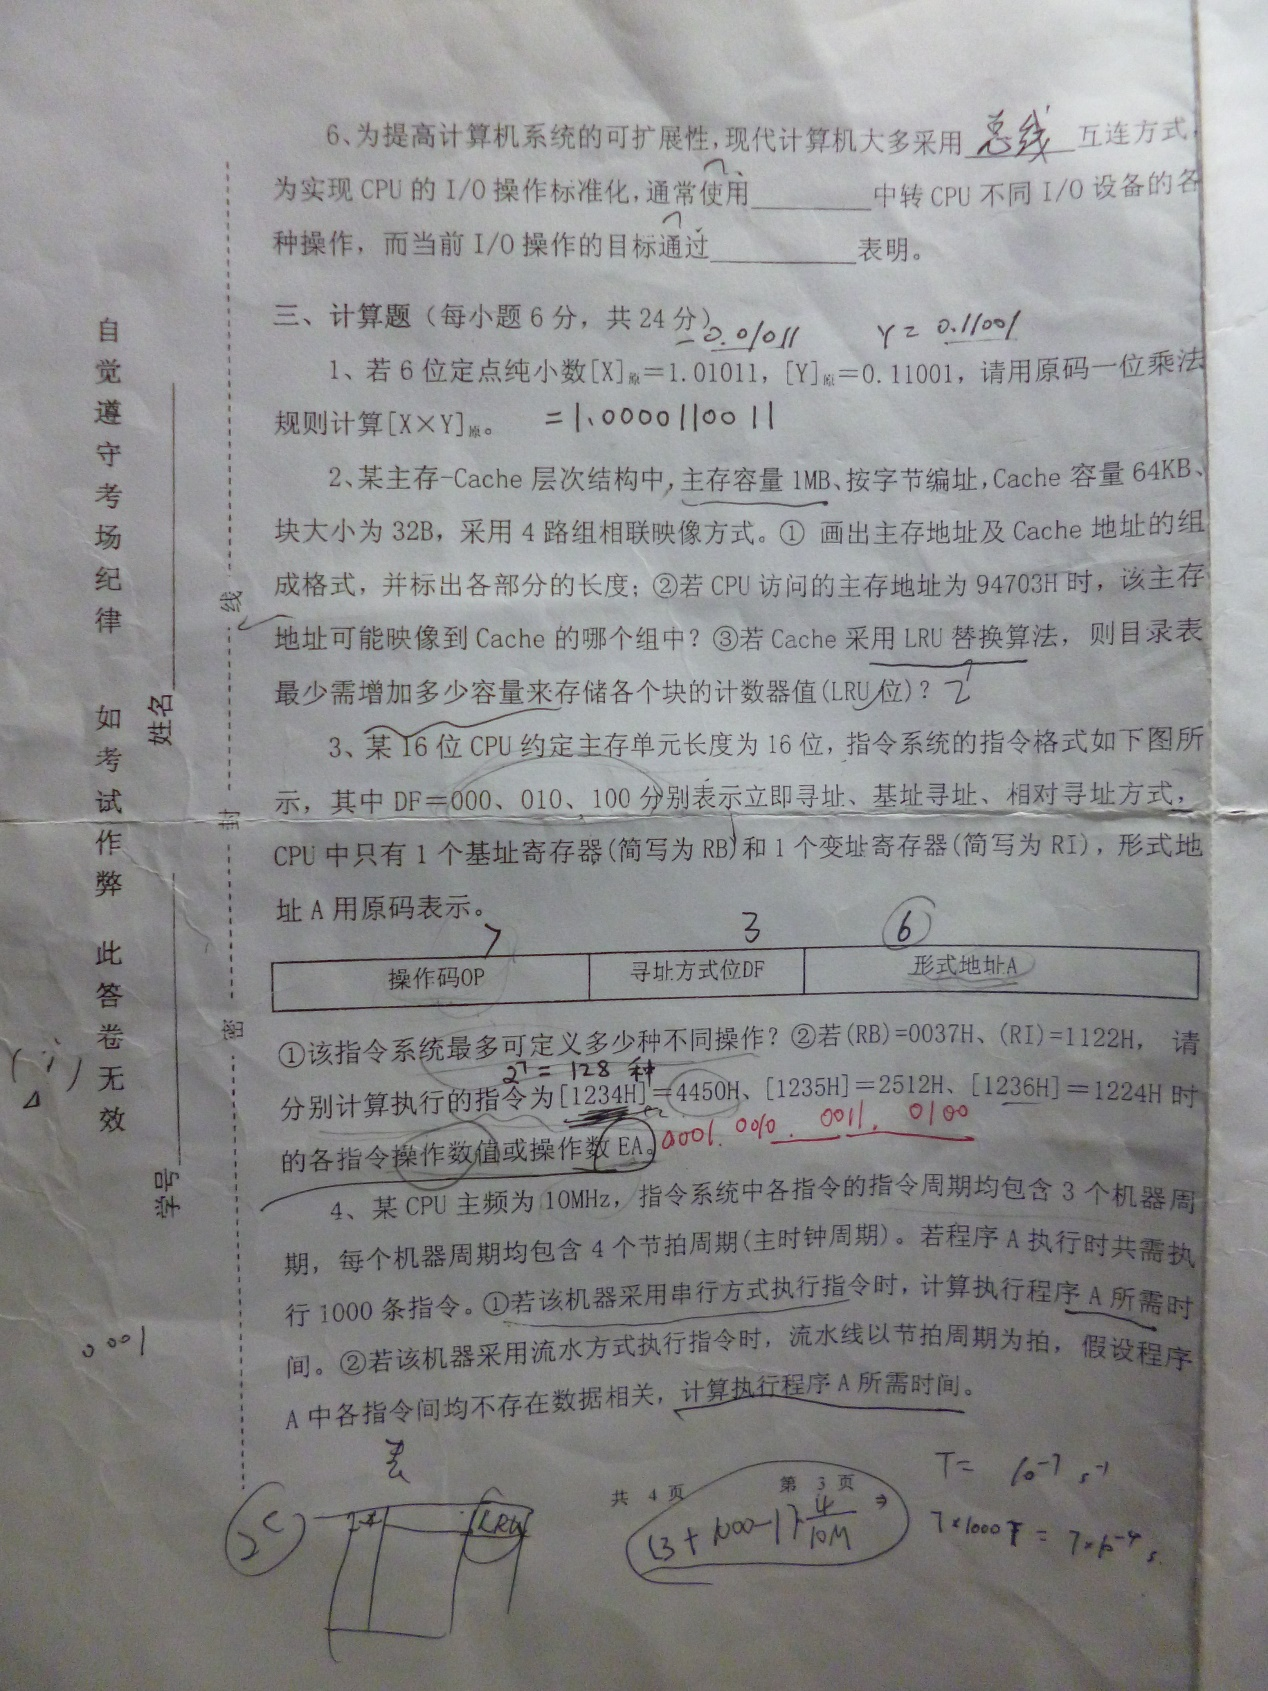 6、为提高计算机系统的可扩展性,现代计算机大多采用 总线 互连方式,
为实现CPU的I/O操作标准化,通常使用________中转CPU不同I/O设备的各
种操作，而当前I/O操作的目标通过__________表明。
三、计算题（每小题6分，共24分）
-0.01011 Y = 0.11001
1、若6位定点纯小数[X]原=1.01011，[Y]原=0.11001，请用原码一位乘法
规则计算[X×Y]原。 =1.0000110011
2、某主存-Cache层次结构中,主存容量1MB、按字节编址,Cache容量64KB、
块大小为32B，采用4路组相联映像方式。① 画出主存地址及Cache地址的组
成格式，并标出各部分的长度；②若CPU访问的主存地址为94703H时，该主存
地址可能映像到Cache的哪个组中？③若Cache采用LRU替换算法，则目录表
最少需增加多少容量来存储各个块的计数器值(LRU位)？
3、某16位CPU约定主存单元长度为16位，指令系统的指令格式如下图所
示，其中DF=000、010、100分别表示立即寻址、基址寻址、相对寻址方式，
CPU中只有1个基址寄存器(简写为RB)和1个变址寄存器(简写为RI)，形式地
址A用原码表示。
7 3 6
操作码OP 寻址方式位DF 形式地址A
①该指令系统最多可定义多少种不同操作？②若(RB)=0037H、(RI)=1122H， 请
2⁷ = 128 种
分别计算执行的指令为[1234H]=4450H、[1235H]=2512H、[1236H]=1224H时
的各指令操作数值或操作数EA。 0001. 0010. 0011. 0100
4、某CPU主频为10MHz，指令系统中各指令的指令周期均包含3个机器周
期，每个机器周期均包含4个节拍周期(主时钟周期)。若程序A执行时共需执
行1000条指令。①若该机器采用串行方式执行指令时，计算执行程序A所需时
间。②若该机器采用流水方式执行指令时，流水线以节拍周期为拍，假设程序
A中各指令间均不存在数据相关，计算执行程序A所需时间。
共 4 页 第 3 页
(3+1000-1)×4/10M
T= 10⁻⁷ s⁻¹
7×1000T = 7×10⁻⁴ s.
LRU
自觉遵守考场纪律 如考试作弊 此答卷无效
姓名
学号
线
封
密